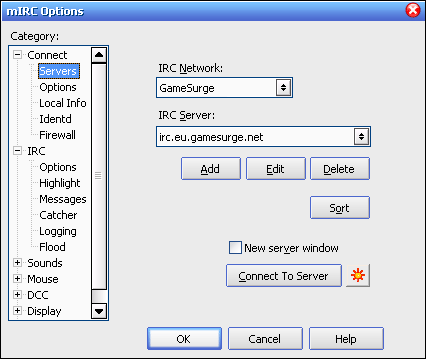 mIRC Options
Category:
Connect
Servers
Options
Local Info
Identd
Firewall
IRC
Options
Highlight
Messages
Catcher
Logging
Flood
Sounds
Mouse
DCC
Display
IRC Network:
GameSurge
IRC Server:
irc.eu.gamesurge.net
Add Edit Delete
Sort
New server window
Connect To Server
OK Cancel Help